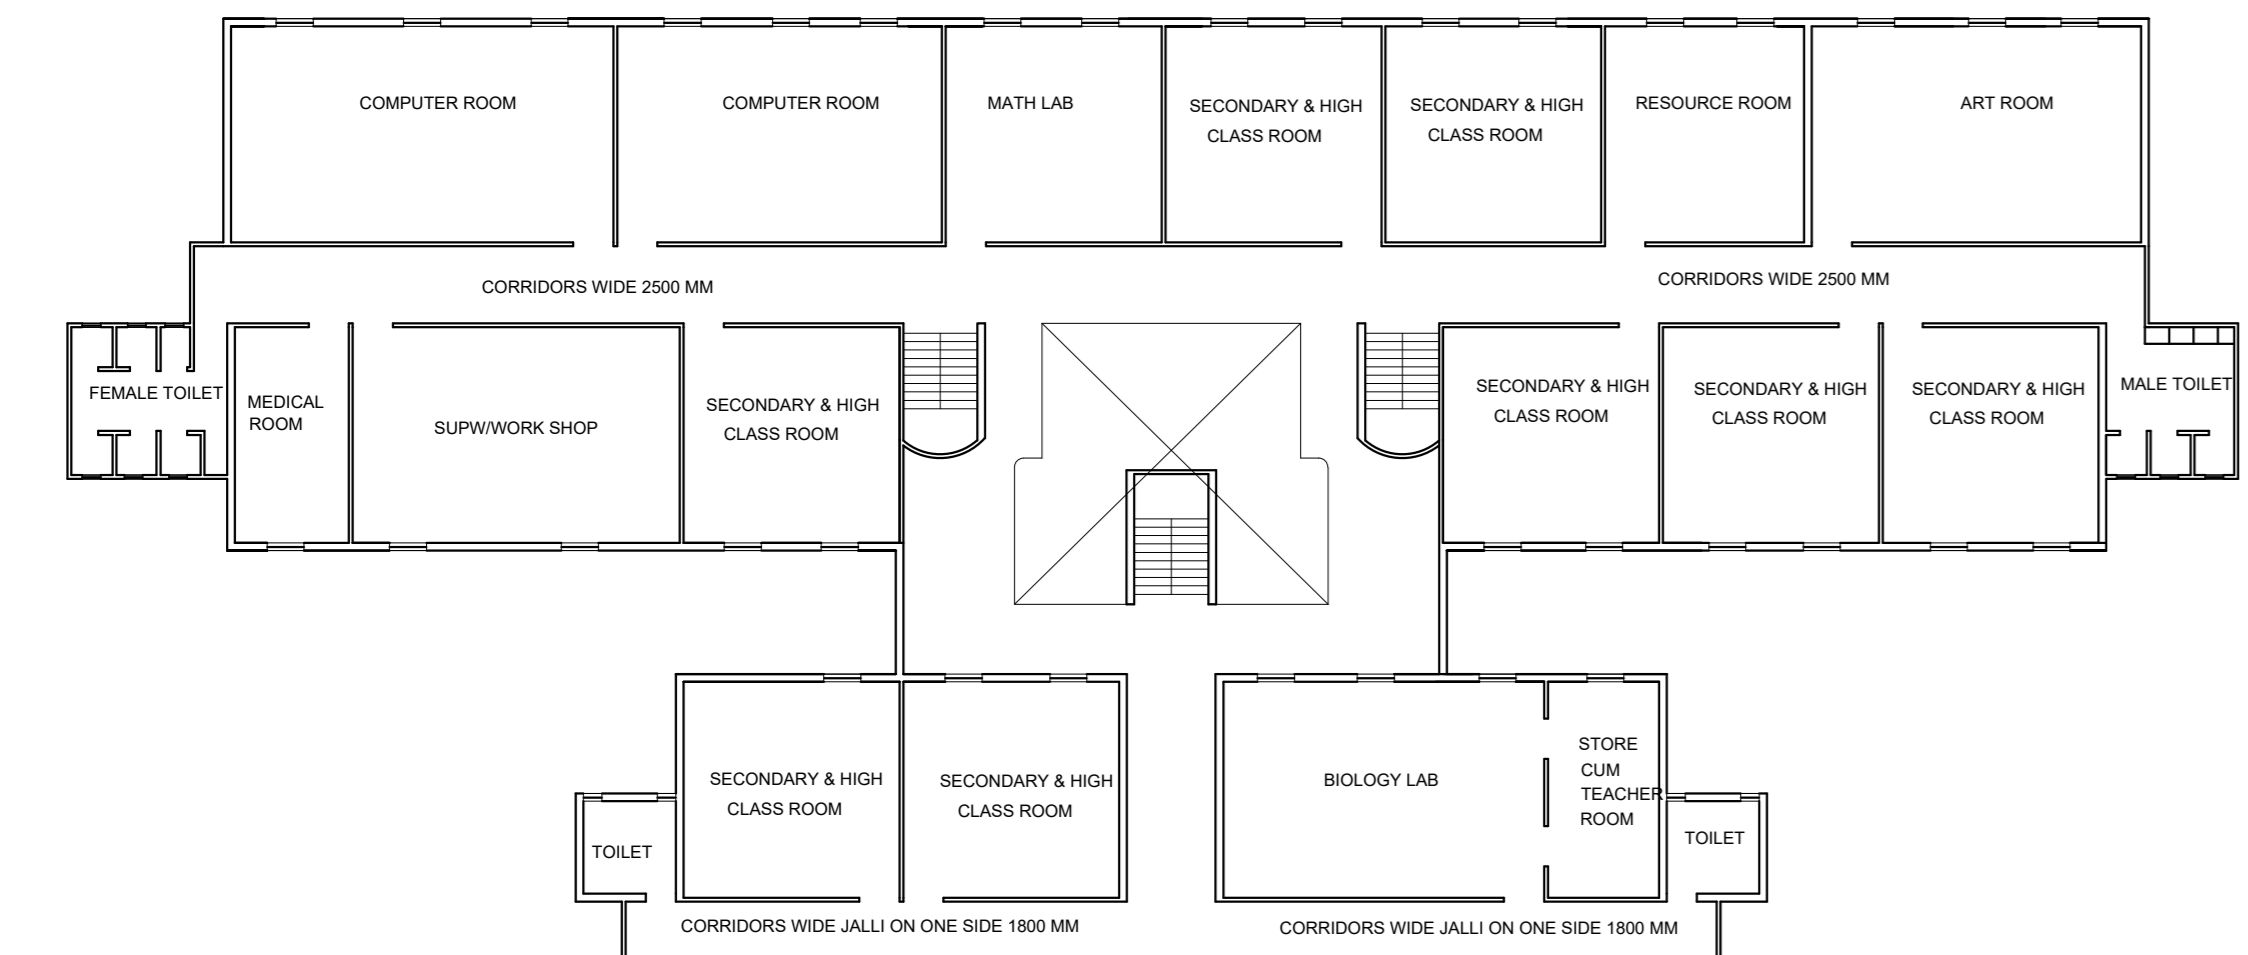 COMPUTER ROOM
COMPUTER ROOM
MATH LAB
SECONDARY & HIGH
CLASS ROOM
SECONDARY & HIGH
CLASS ROOM
RESOURCE ROOM
ART ROOM
CORRIDORS WIDE 2500 MM
CORRIDORS WIDE 2500 MM
FEMALE TOILET
MEDICAL
ROOM
SUPW/WORK SHOP
SECONDARY & HIGH
CLASS ROOM
SECONDARY & HIGH
CLASS ROOM
SECONDARY & HIGH
CLASS ROOM
SECONDARY & HIGH
CLASS ROOM
MALE TOILET
TOILET
SECONDARY & HIGH
CLASS ROOM
SECONDARY & HIGH
CLASS ROOM
BIOLOGY LAB
STORE
CUM
TEACHER
ROOM
TOILET
CORRIDORS WIDE JALLI ON ONE SIDE 1800 MM
CORRIDORS WIDE JALLI ON ONE SIDE 1800 MM